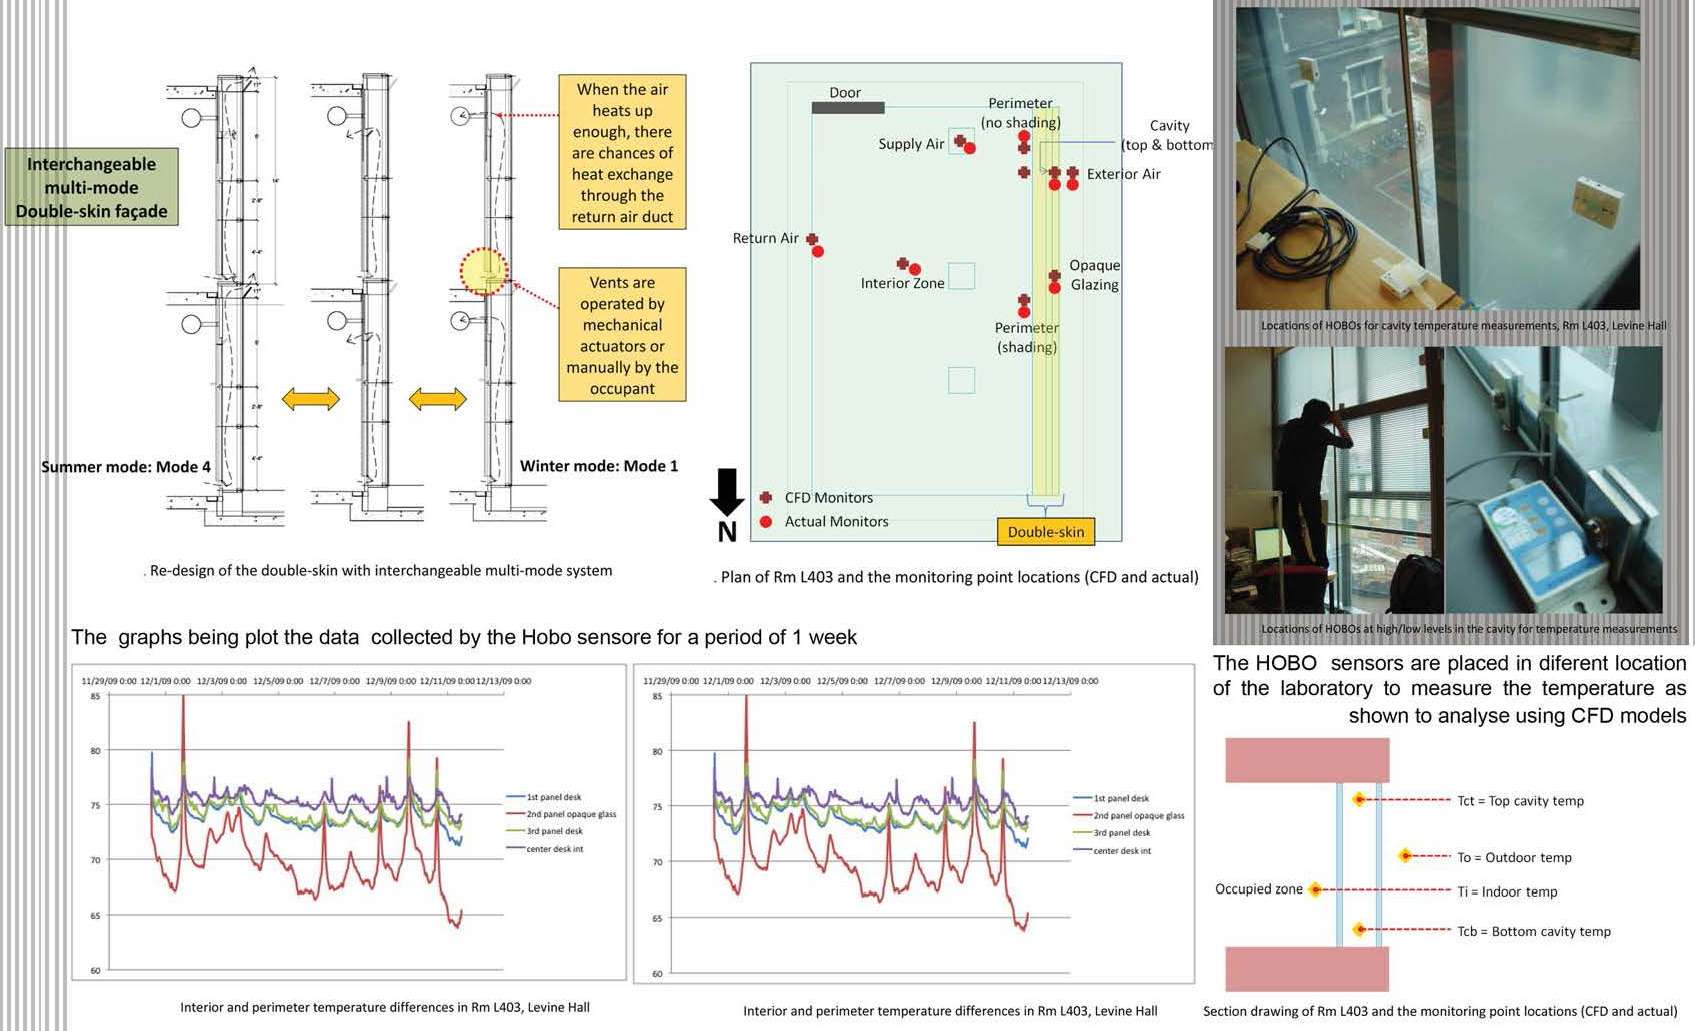 Interchangeable
multi-mode
Double-skin façade
When the air
heats up
enough, there
are chances of
heat exchange
through the
return air duct
Vents are
operated by
mechanical
actuators or
manually by the
occupant
Summer mode: Mode 4
Winter mode: Mode 1
. Re-design of the double-skin with interchangeable multi-mode system
Door
Perimeter
(no shading)
Cavity
(top & bottom
Supply Air
Exterior Air
Return Air
Interior Zone
Opaque
Glazing
Perimeter
(shading)
CFD Monitors
Actual Monitors
N
Double-skin
. Plan of Rm L403 and the monitoring point locations (CFD and actual)
Locations of HOBOs for cavity temperature measurements, Rm L403, Levine Hall
Locations of HOBOs at high/low levels in the cavity for temperature measurements
The graphs being plot the data collected by the Hobo sensore for a period of 1 week
11/29/09 0:00 12/1/09 0:00 12/3/09 0:00 12/5/09 0:00 12/7/09 0:00 12/9/09 0:00 12/11/09 0:00 12/13/09 0:00
85
80
75
70
65
60
1st panel desk
2nd panel opaque glass
3rd panel desk
center desk int
Interior and perimeter temperature differences in Rm L403, Levine Hall
11/29/09 0:00 12/1/09 0:00 12/3/09 0:00 12/5/09 0:00 12/7/09 0:00 12/9/09 0:00 12/11/09 0:00 12/13/09 0:00
85
80
75
70
65
60
1st panel desk
2nd panel opaque glass
3rd panel desk
center desk int
Interior and perimeter temperature differences in Rm L403, Levine Hall
The HOBO sensors are placed in diferent location
of the laboratory to measure the temperature as
shown to analyse using CFD models
Tct = Top cavity temp
To = Outdoor temp
Occupied zone
Ti = Indoor temp
Tcb = Bottom cavity temp
Section drawing of Rm L403 and the monitoring point locations (CFD and actual)